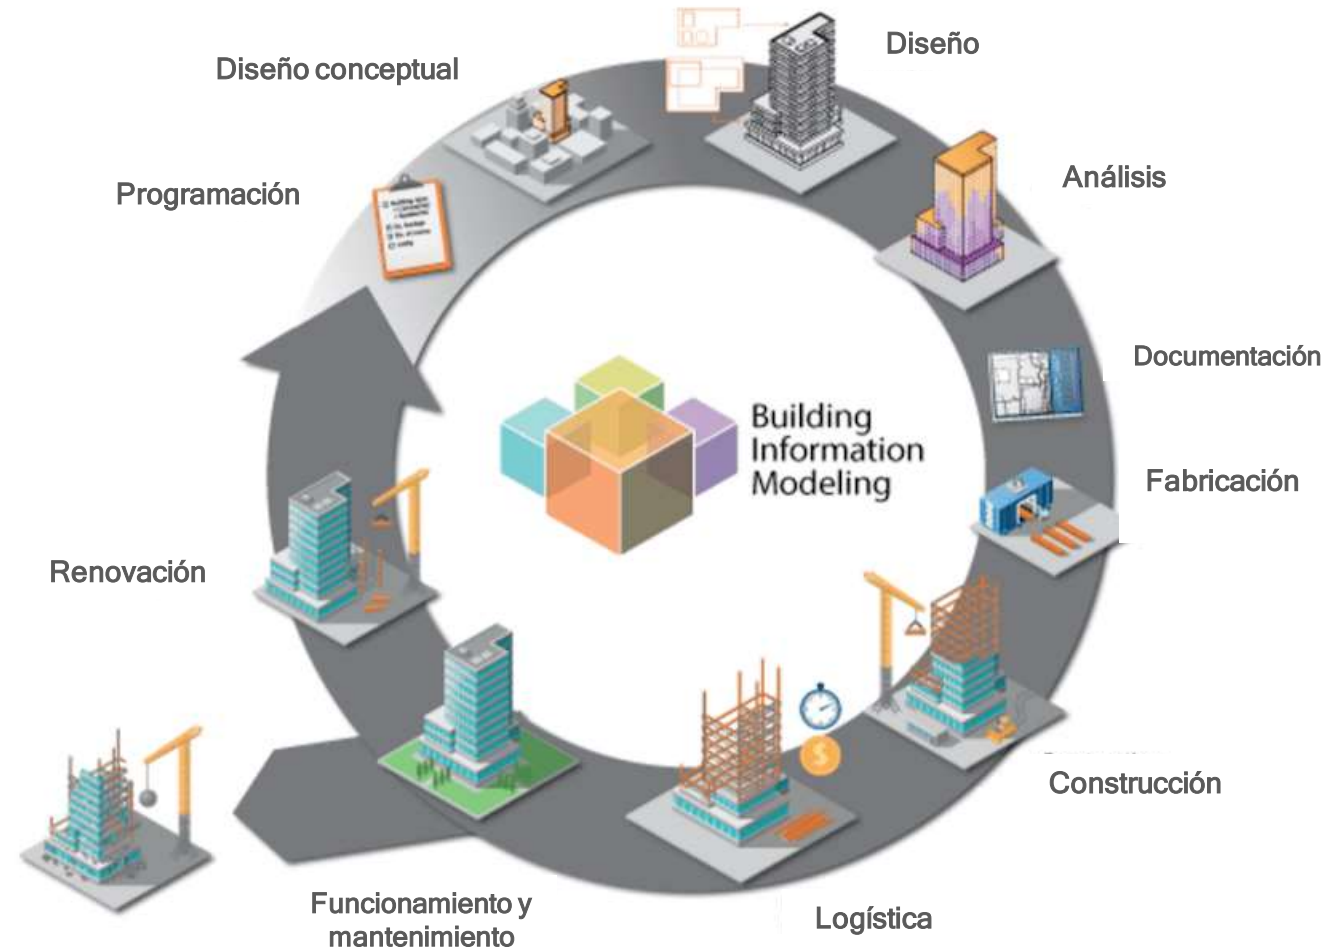 Diseño
Diseño conceptual
Análisis
Programación
Documentación
Building
Information
Modeling
Fabricación
Renovación
Construcción
Funcionamiento y
mantenimiento
Logística